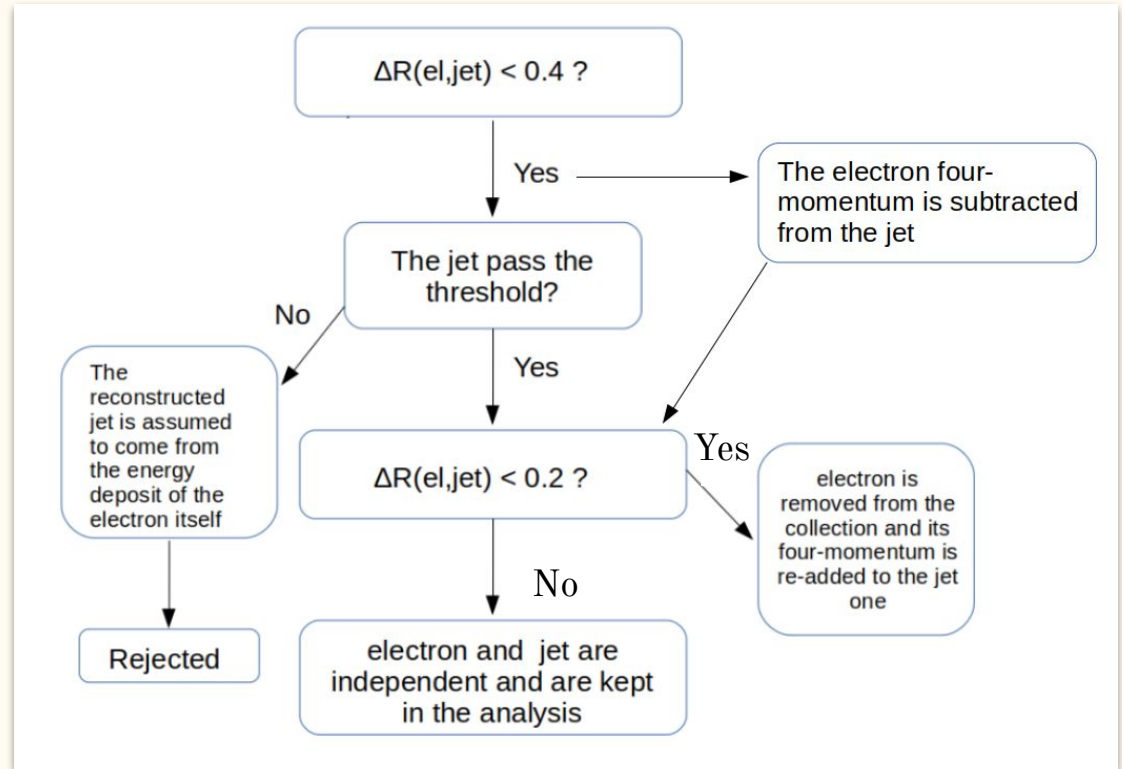 ΔR(el,jet) < 0.4 ?
Yes
The electron four-
momentum is subtracted
from the jet
The jet pass the
threshold?
No
Yes
The
reconstructed
jet is assumed
to come from
the energy
deposit of the
electron itself
ΔR(el,jet) < 0.2 ?
Yes
electron is
removed from the
collection and its
four-momentum is
re-added to the jet
one
No
Rejected
electron and jet are
independent and are kept
in the analysis